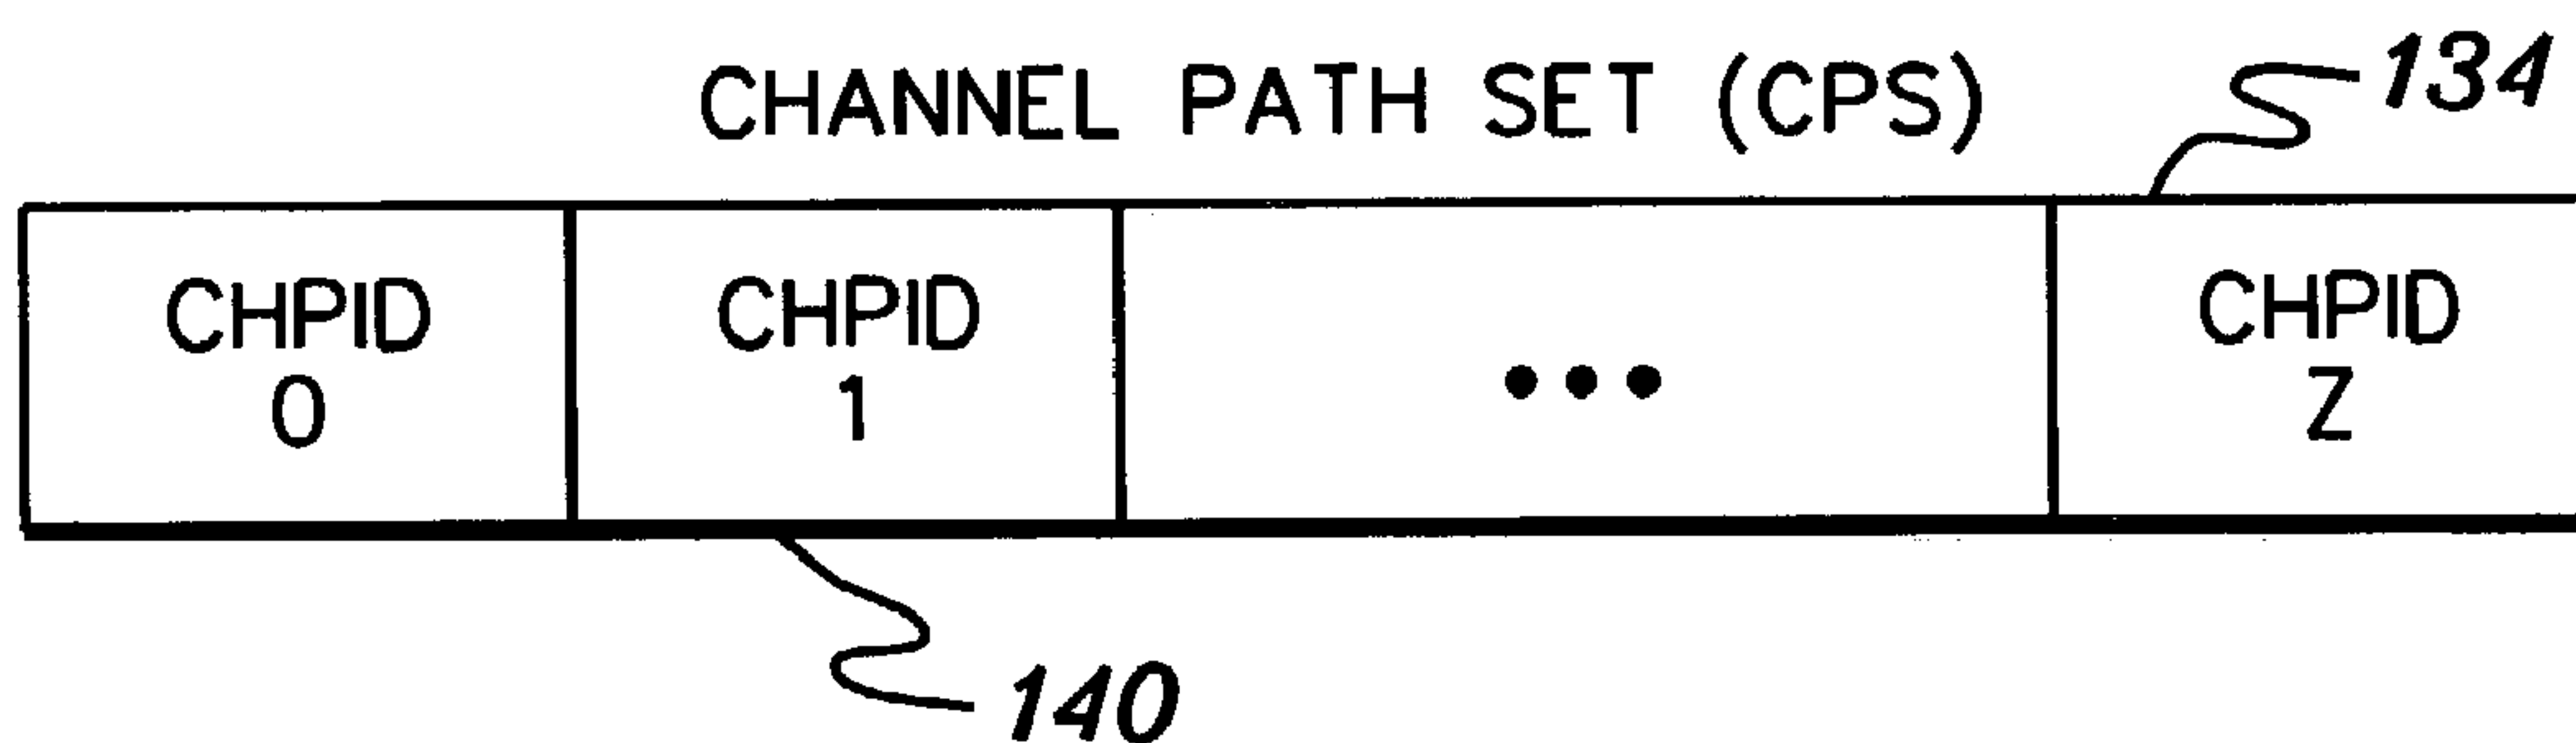 CHANNEL PATH SET (CPS)
134
CHPID
0
CHPID
1
•••
CHPID
Z
140